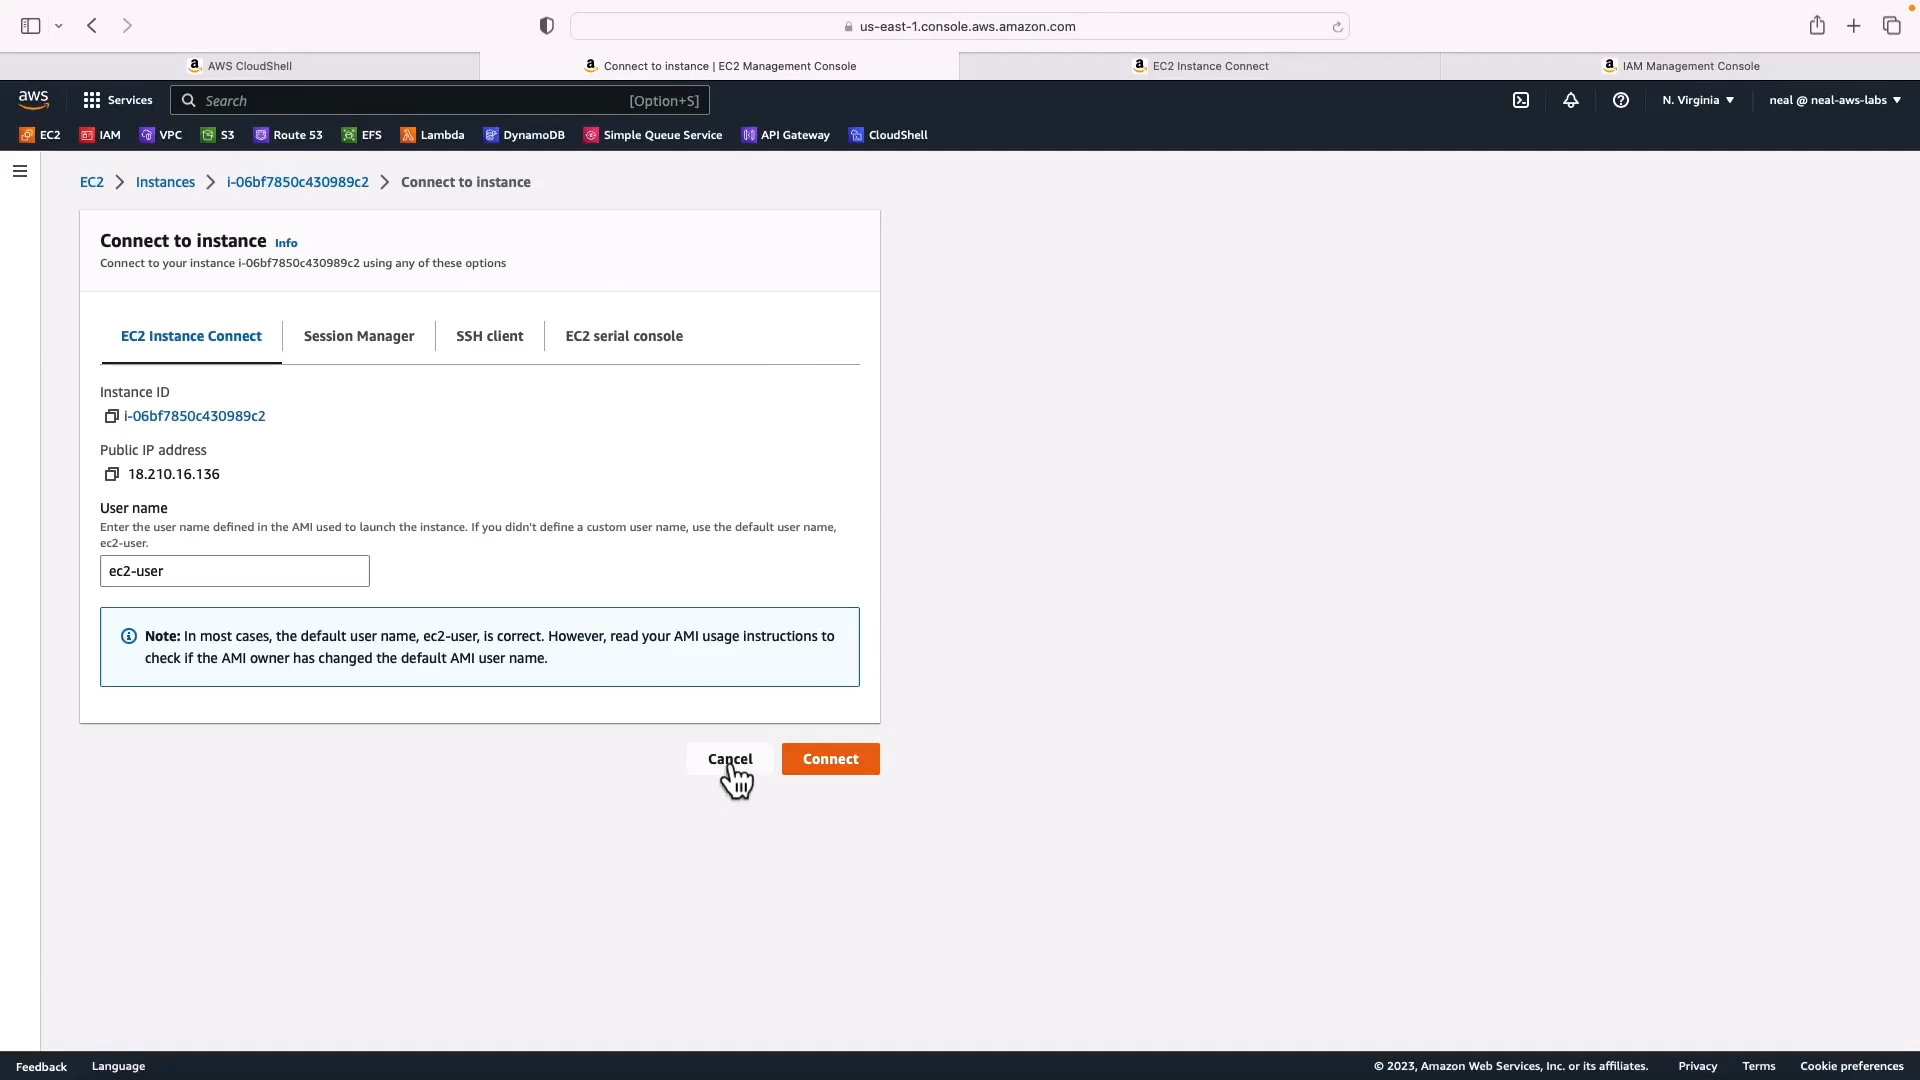 us-east-1.console.aws.amazon.com
AWS CloudShell
Connect to instance | EC2 Management Console
EC2 Instance Connect
IAM Management Console
aws
Services
Search
[Option+S]
N. Virginia
neal @ neal-aws-labs
EC2
IAM
VPC
S3
Route 53
EFS
Lambda
DynamoDB
Simple Queue Service
API Gateway
CloudShell
EC2
Instances
i-06bf7850c430989c2
Connect to instance
Connect to instance Info
Connect to your instance i-06bf7850c430989c2 using any of these options
EC2 Instance Connect
Session Manager
SSH client
EC2 serial console
Instance ID
i-06bf7850c430989c2
Public IP address
18.210.16.136
User name
Enter the user name defined in the AMI used to launch the instance. If you didn't define a custom user name, use the default user name,
ec2-user.
ec2-user
Note: In most cases, the default user name, ec2-user, is correct. However, read your AMI usage instructions to
check if the AMI owner has changed the default AMI user name.
Cancel
Connect
Feedback
Language
© 2023, Amazon Web Services, Inc. or its affiliates.
Privacy
Terms
Cookie preferences